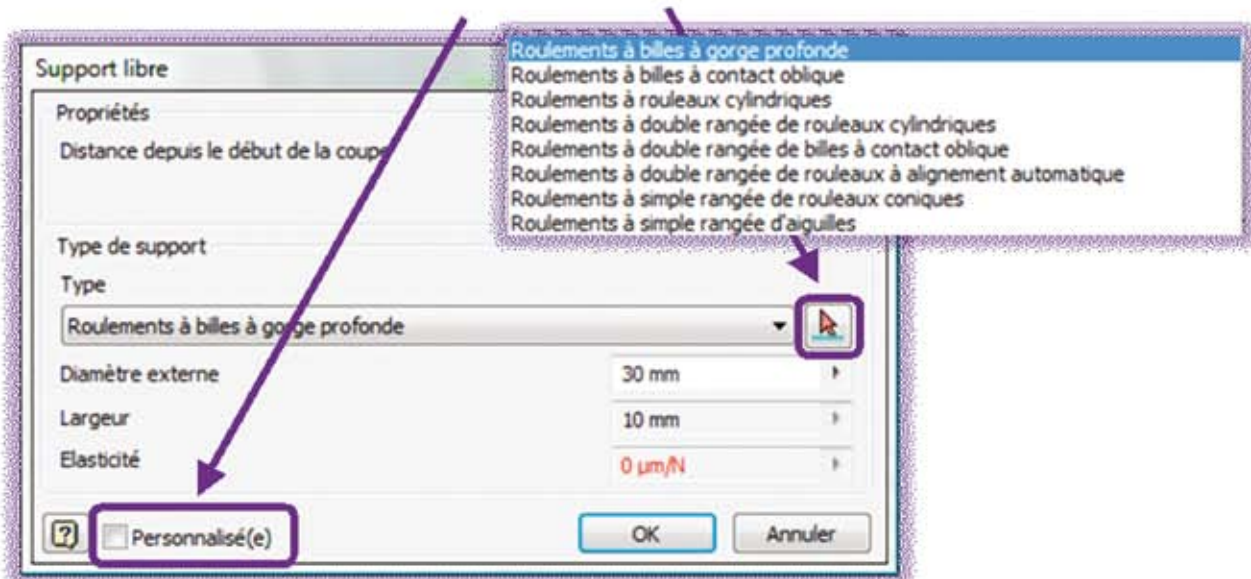 Support libre
Propriétés
Distance depuis le début de la coupe
Roulements à billes à gorge profonde
Roulements à billes à contact oblique
Roulements à rouleaux cylindriques
Roulements à double rangée de rouleaux cylindriques
Roulements à double rangée de billes à contact oblique
Roulements à double rangée de rouleaux à alignement automatique
Roulements à simple rangée de rouleaux coniques
Roulements à simple rangée d'aiguilles
Type de support
Type
Roulements à billes à gorge profonde
Diamètre externe 30 mm
Largeur 10 mm
Elasticité 0 µm/N
Personnalisé(e) OK Annuler